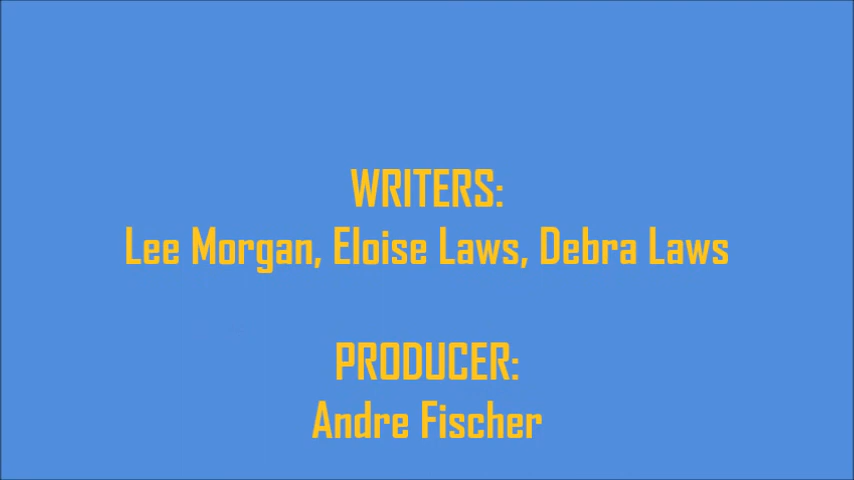 WRITERS:
Lee Morgan, Eloise Laws, Debra Laws
PRODUCER:
Andre Fischer